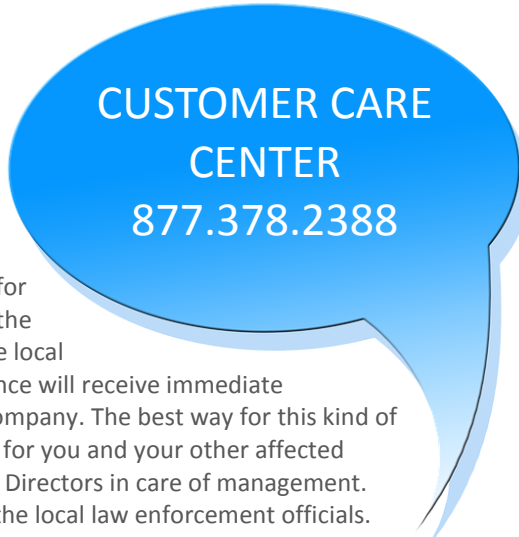 CUSTOMER CARE
CENTER
877.378.2388
for
the
e local
nce will receive immediate
ompany. The best way for this kind of
for you and your other affected
Directors in care of management.
the local law enforcement officials.